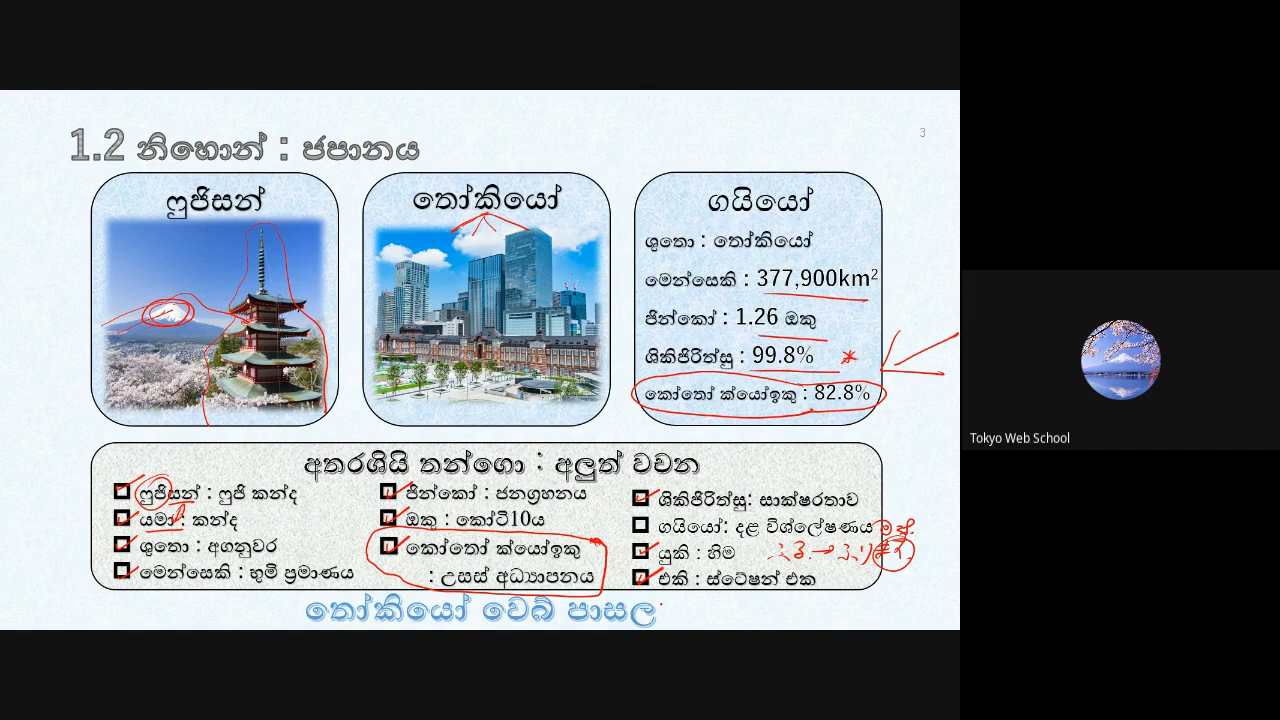 3
1.2 නිහොන් : ජපානය
ෆුජිසන්
තෝකියෝ
ගයියෝ
ශුතො : තෝකියෝ
මෙන්සෙකි : 377,900km²
ජින්කෝ : 1.26 ඔකු
ශිකිජිරිත්සු : 99.8%
කෝතෝ ක්යෝඉකු : 82.8%
අතරශියි තන්ගො : අලුත් වචන
ෆුජිසන් : ෆුජි කන්ද
යමා : කන්ද
ශුතො : අගනුවර
මෙන්සෙකි : භූමි ප්‍රමාණය
ජින්කෝ : ජනග්‍රහනය
ඔකු : කෝටි10ය
කෝතෝ ක්යෝඉකු
: උසස් අධ්‍යාපනය
ශිකිජිරිත්සු: සාක්ෂරතාව
ගයියෝ: දළ විශ්ලේෂණය
යුකි : හිම
එකි : ස්ටේෂන් එක
තෝකියෝ වෙබ් පාසල
Tokyo Web School